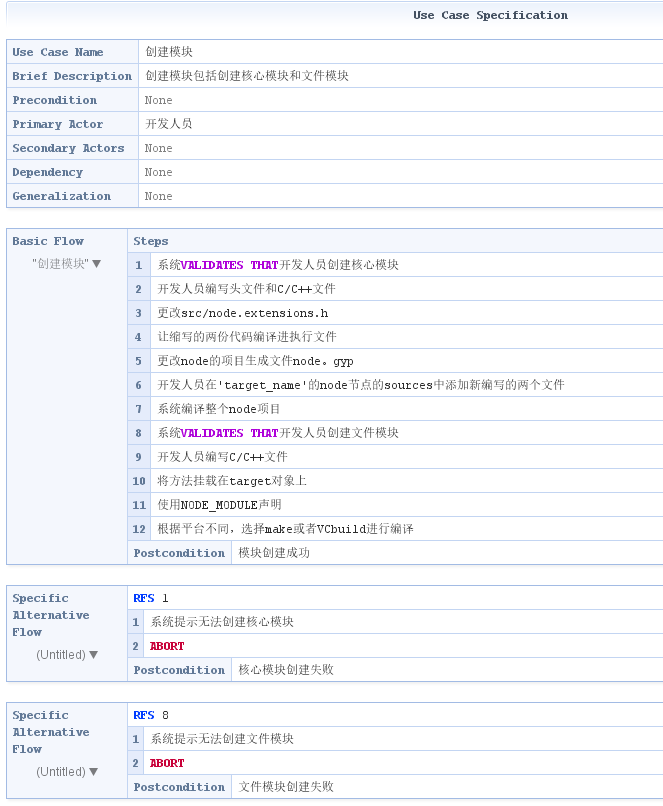 Use Case Specification
Use Case Name 创建模块
Brief Description 创建模块包括创建核心模块和文件模块
Precondition None
Primary Actor 开发人员
Secondary Actors None
Dependency None
Generalization None
Basic Flow Steps
"创建模块" ▼
1 系统VALIDATES THAT开发人员创建核心模块
2 开发人员编写头文件和C/C++文件
3 更改src/node.extensions.h
4 让缩写的两份代码编译进执行文件
5 更改node的项目生成文件node。gyp
6 开发人员在'target_name'的node节点的sources中添加新编写的两个文件
7 系统编译整个node项目
8 系统VALIDATES THAT开发人员创建文件模块
9 开发人员编写C/C++文件
10 将方法挂载在target对象上
11 使用NODE_MODULE声明
12 根据平台不同，选择make或者VCbuild进行编译
Postcondition 模块创建成功
Specific Alternative Flow
(Untitled) ▼
RFS 1
1 系统提示无法创建核心模块
2 ABORT
Postcondition 核心模块创建失败
Specific Alternative Flow
(Untitled) ▼
RFS 8
1 系统提示无法创建文件模块
2 ABORT
Postcondition 文件模块创建失败